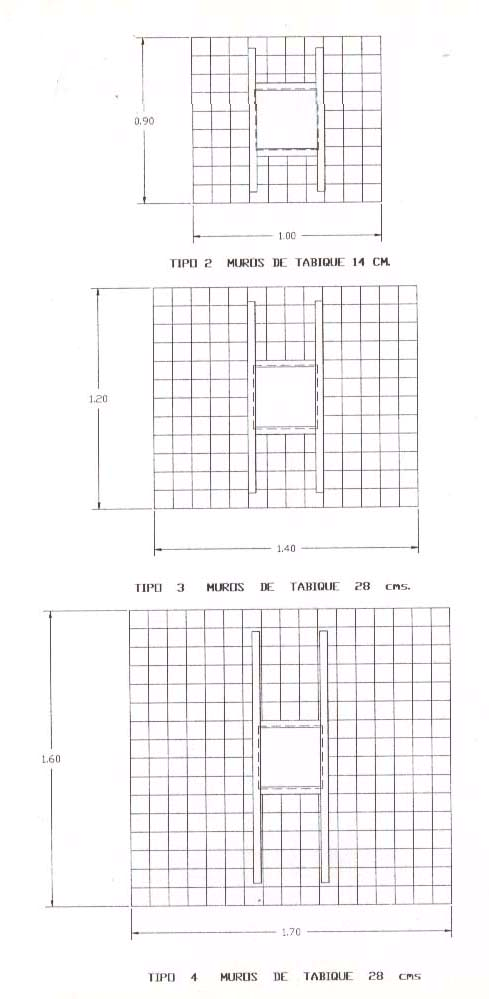 0.90
1.00
TIPO 2 MUROS DE TABIQUE 14 CM.
1.20
1.40
TIPO 3 MUROS DE TABIQUE 28 cms.
1.60
1.70
TIPO 4 MUROS DE TABIQUE 28 cms